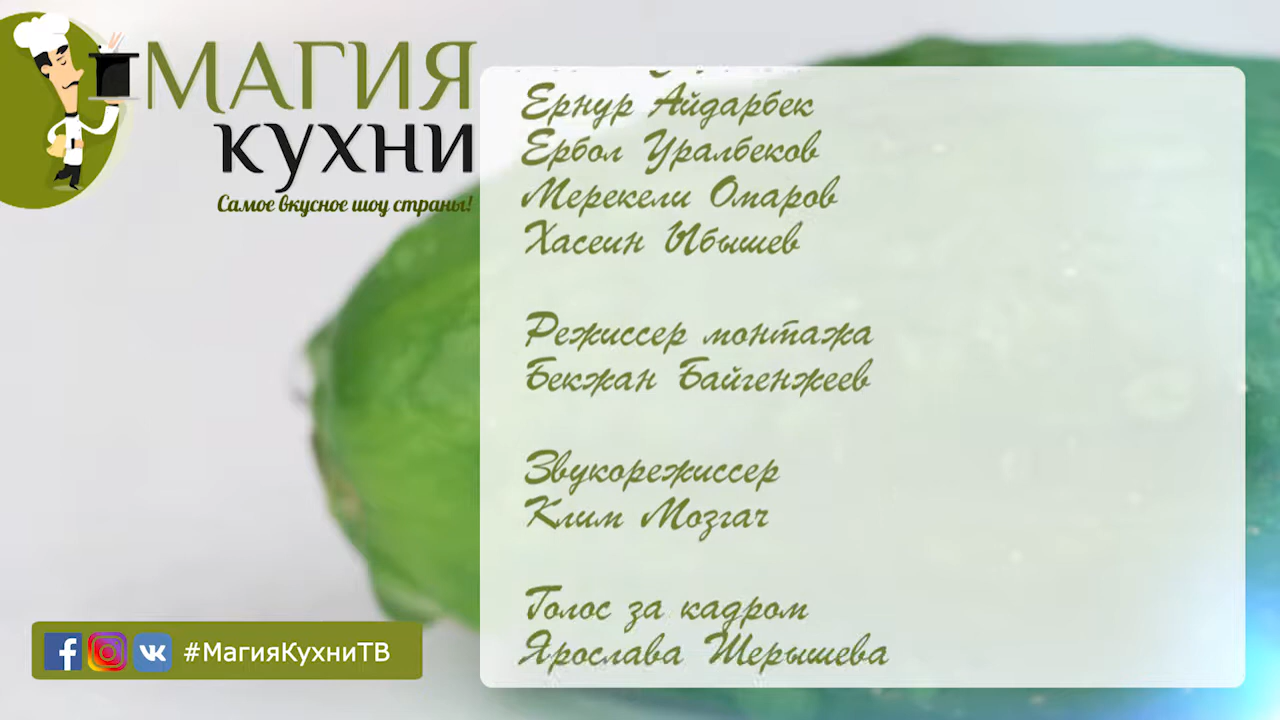 МАГИЯ
кухни
Самое вкусное шоу страны!
Ернур Айдарбек
Ербол Уралбеков
Мерекели Омаров
Хасеин Ыбышев
Режиссер монтажа
Бекжан Байгенжеев
Звукорежиссер
Клим Мозгач
Голос за кадром
Ярослава Шерышева
#МагияКухниТВ